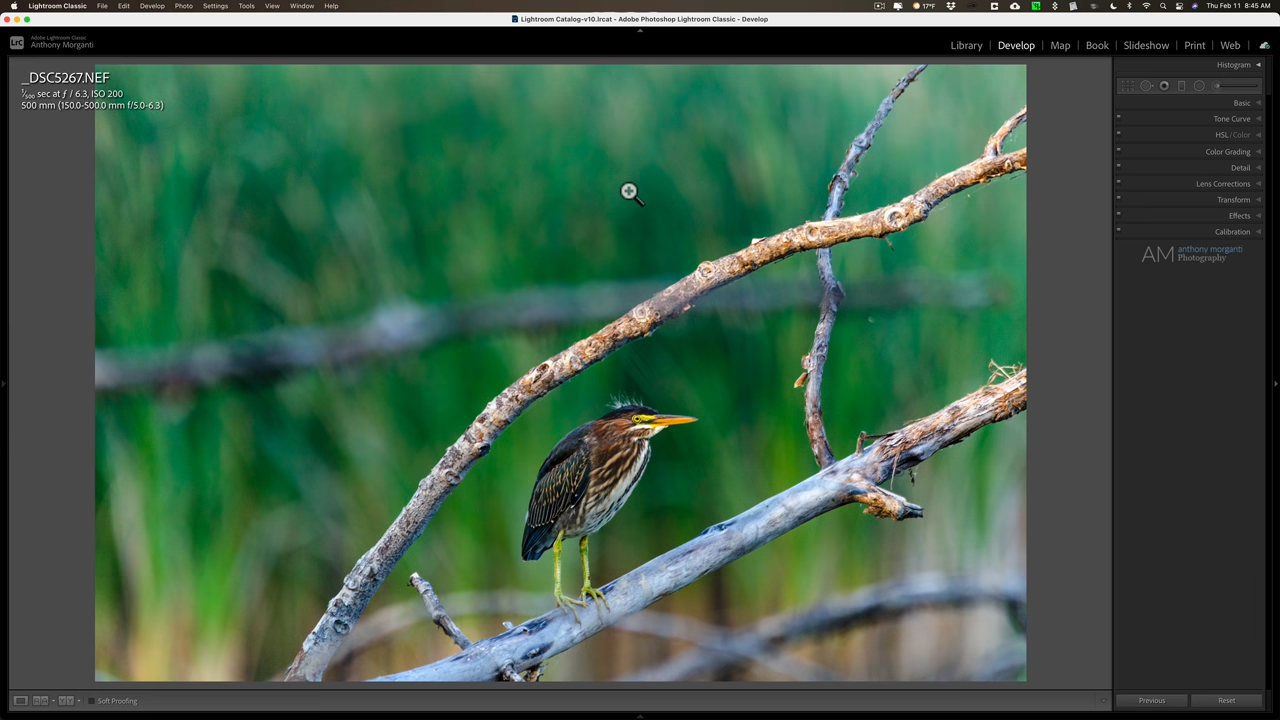 Lightroom Classic File Edit Develop Photo Settings Tools View Window Help 17°F Thu Feb 11 8:45 AM
Lightroom Catalog-v10.lrcat - Adobe Photoshop Lightroom Classic - Develop
LrC
Adobe Lightroom Classic
Anthony Morganti
Library | Develop | Map | Book | Slideshow | Print | Web
_DSC5267.NEF
1/500 sec at ƒ / 6.3, ISO 200
500 mm (150.0-500.0 mm f/5.0-6.3)
Histogram
Basic
Tone Curve
HSL / Color
Color Grading
Detail
Lens Corrections
Transform
Effects
Calibration
AM anthony morganti
Photography
Soft Proofing
Previous Reset